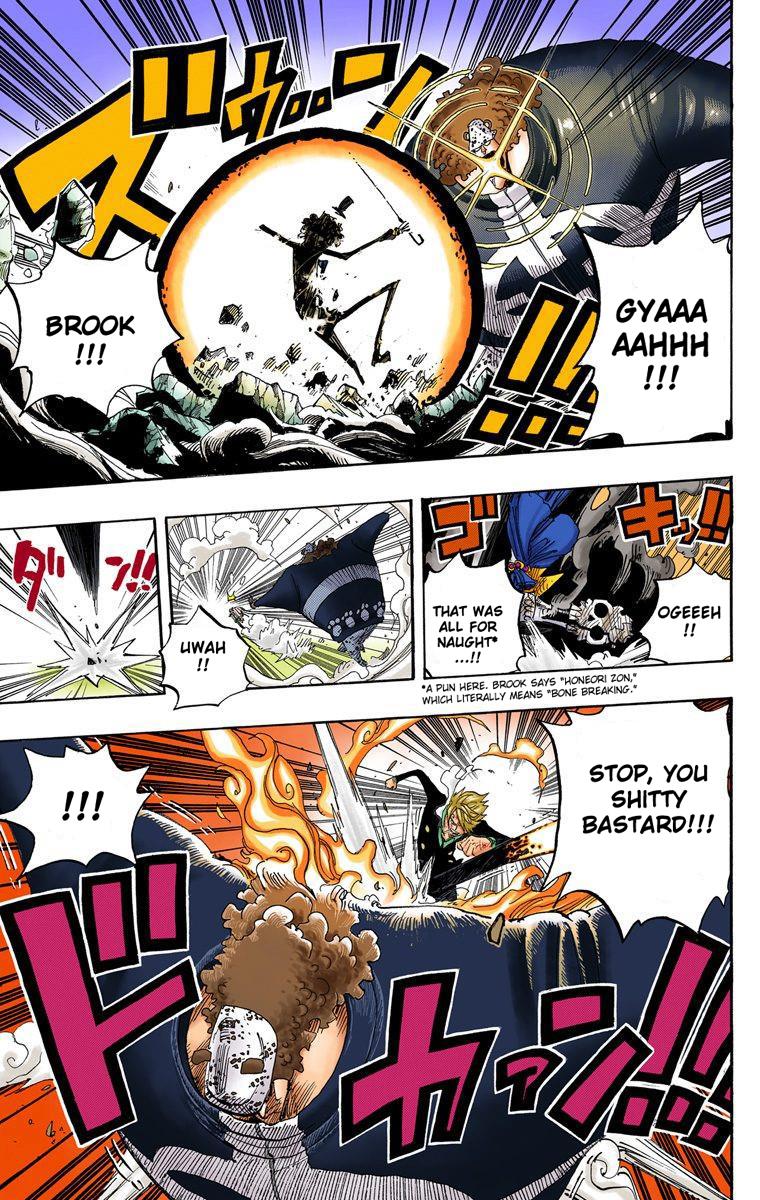 ズウ゛ゥ..ン!!!
GYAAA
AAHHH
!!!
BROOK
!!!
ゴキッ!!
OGEEEH
!!
THAT WAS
ALL FOR
NAUGHT*
...!!
*A PUN HERE. BROOK SAYS "HONEORI ZON,"
WHICH LITERALLY MEANS "BONE BREAKING."
UWAH
!!
ダン!!
STOP, YOU
SHITTY
BASTARD!!!
!!!
ドカァン!!!